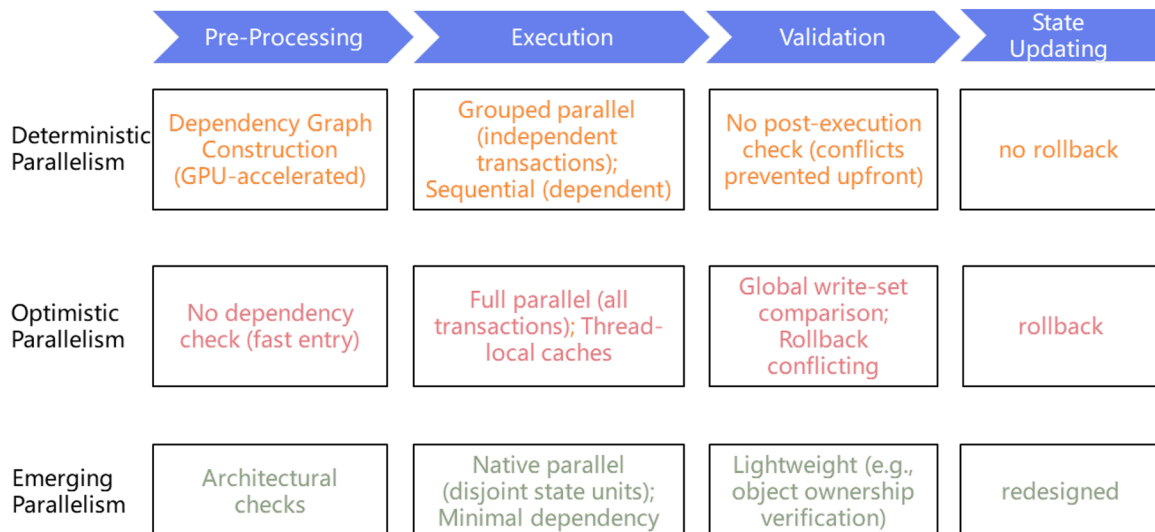 Pre-Processing
Execution
Validation
State
Updating
Deterministic
Parallelism
Dependency Graph
Construction
(GPU-accelerated)
Grouped parallel
(independent
transactions);
Sequential (dependent)
No post-execution
check (conflicts
prevented upfront)
no rollback
Optimistic
Parallelism
No dependency
check (fast entry)
Full parallel (all
transactions); Thread-
local caches
Global write-set
comparison;
Rollback
conflicting
rollback
Emerging
Parallelism
Architectural
checks
Native parallel
(disjoint state units);
Minimal dependency
Lightweight (e.g.,
object ownership
verification)
redesigned